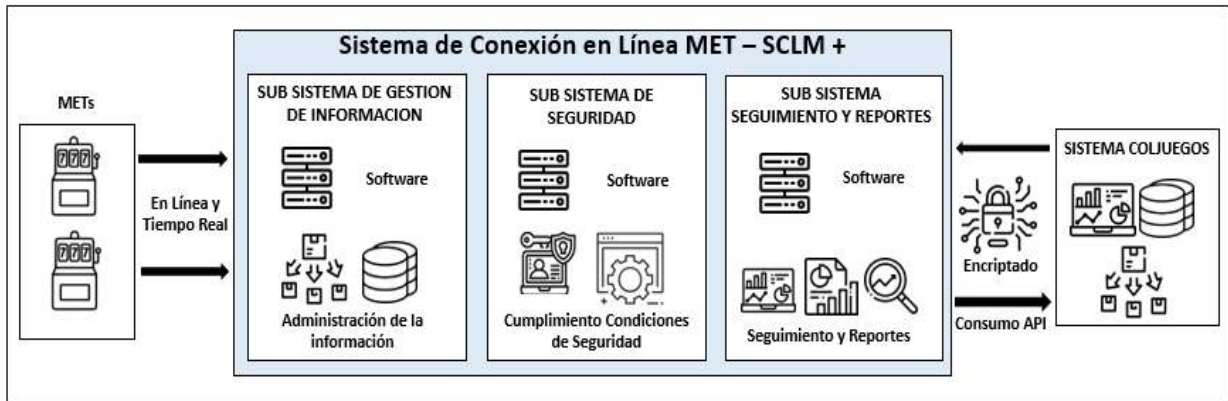 Sistema de Conexión en Línea MET – SCLM +
METs
En Línea y
Tiempo Real
SUB SISTEMA DE GESTION
DE INFORMACION
Software
Administración de la
información
SUB SISTEMA DE
SEGURIDAD
Software
Cumplimiento Condiciones
de Seguridad
SUB SISTEMA
SEGUIMIENTO Y REPORTES
Software
Seguimiento y Reportes
Encriptado
Consumo API
SISTEMA COLJUEGOS